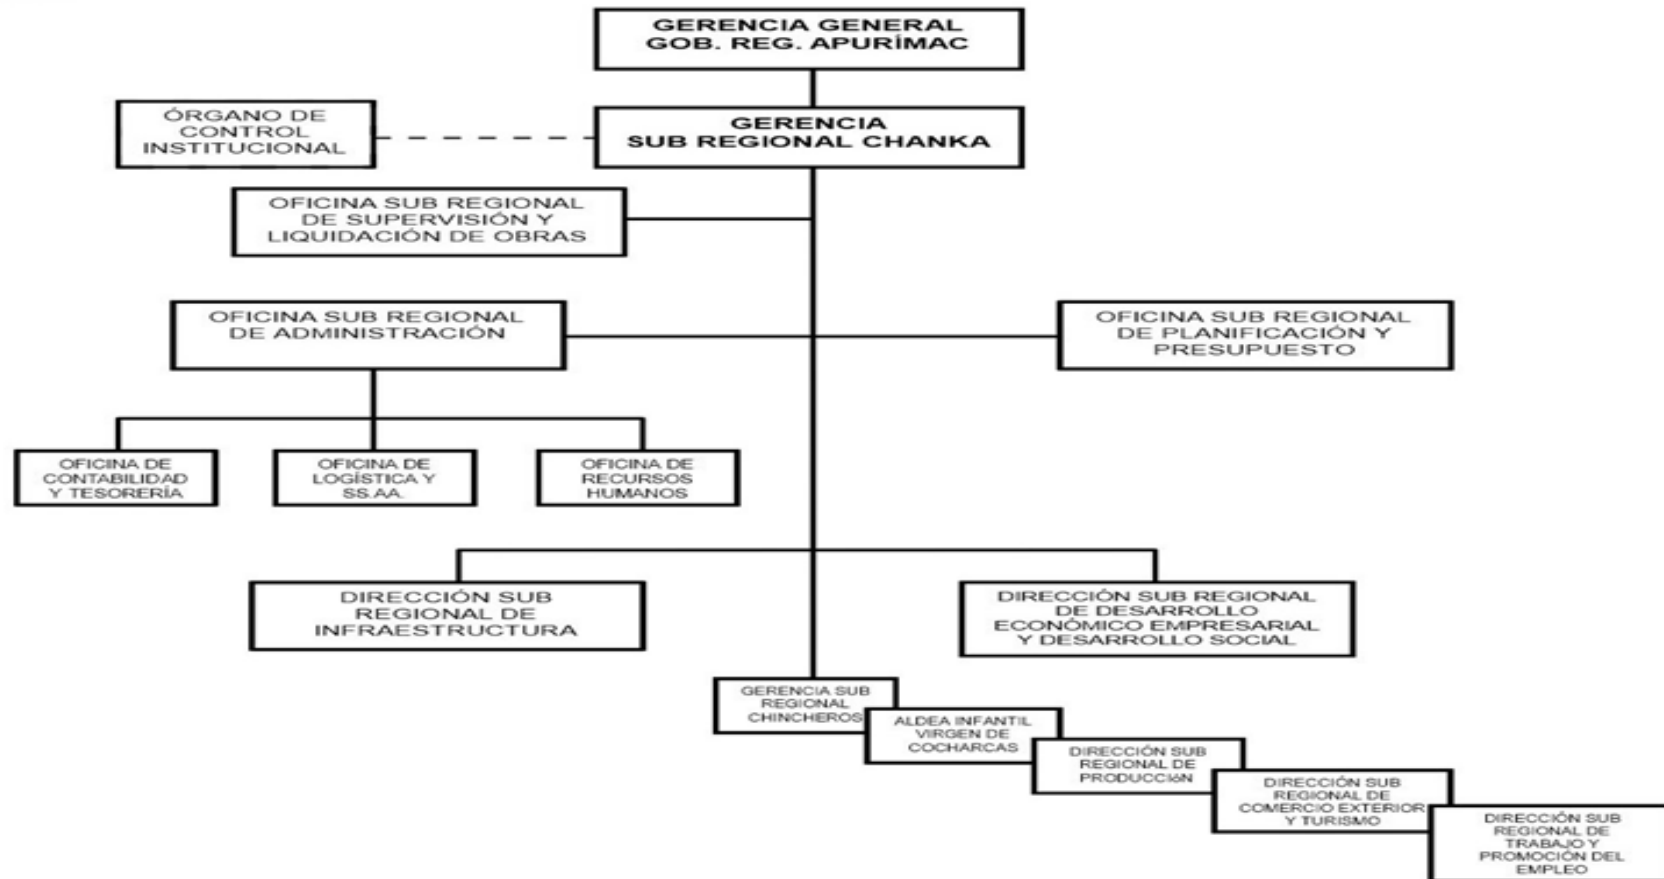 GERENCIA GENERAL
GOB. REG. APURÍMAC
ÓRGANO DE
CONTROL
INSTITUCIONAL
GERENCIA
SUB REGIONAL CHANKA
OFICINA SUB REGIONAL
DE SUPERVISIÓN Y
LIQUIDACIÓN DE OBRAS
OFICINA SUB REGIONAL
DE ADMINISTRACIÓN
OFICINA SUB REGIONAL
DE PLANIFICACIÓN Y
PRESUPUESTO
OFICINA DE
CONTABILIDAD
Y TESORERÍA
OFICINA DE
LOGÍSTICA Y
SS.AA.
OFICINA DE
RECURSOS
HUMANOS
DIRECCIÓN SUB
REGIONAL DE
INFRAESTRUCTURA
DIRECCIÓN SUB REGIONAL
DE DESARROLLO
ECONÓMICO EMPRESARIAL
Y DESARROLLO SOCIAL
GERENCIA SUB
REGIONAL
CHINCHEROS
ALDEA INFANTIL
VIRGEN DE
COCHARCAS
DIRECCIÓN SUB
REGIONAL DE
PRODUCCIóN
DIRECCIÓN SUB
REGIONAL DE
COMERCIO EXTERIOR
Y TURISMO
DIRECCIÓN SUB
REGIONAL DE
TRABAJO Y
PROMOCIÓN DEL
EMPLEO